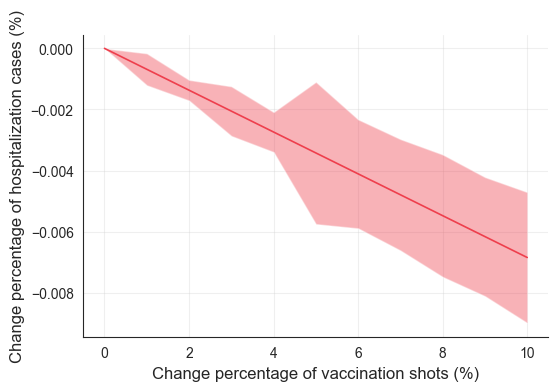 Change percentage of hospitalization cases (%)
0.000
−0.002
−0.004
−0.006
−0.008
0 2 4 6 8 10
Change percentage of vaccination shots (%)